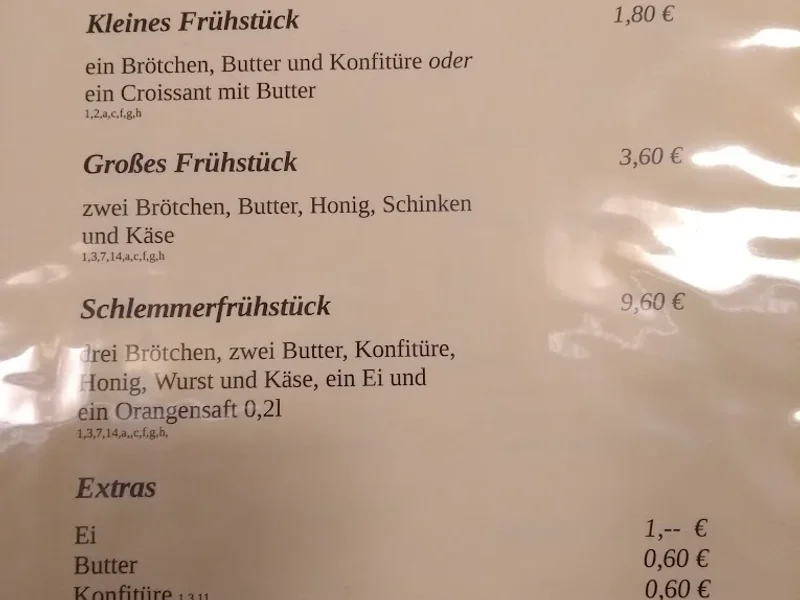 Kleines Frühstück 1,80 €
ein Brötchen, Butter und Konfitüre oder
ein Croissant mit Butter
1,2,a,c,f,g,h
Großes Frühstück 3,60 €
zwei Brötchen, Butter, Honig, Schinken
und Käse
1,3,7,14,a,c,f,g,h
Schlemmerfrühstück 9,60 €
drei Brötchen, zwei Butter, Konfitüre,
Honig, Wurst und Käse, ein Ei und
ein Orangensaft 0,2l
1,3,7,14,a,,c,f,g,h,
Extras
Ei 1,-- €
Butter 0,60 €
Konfitüre 1,3,11 0,60 €